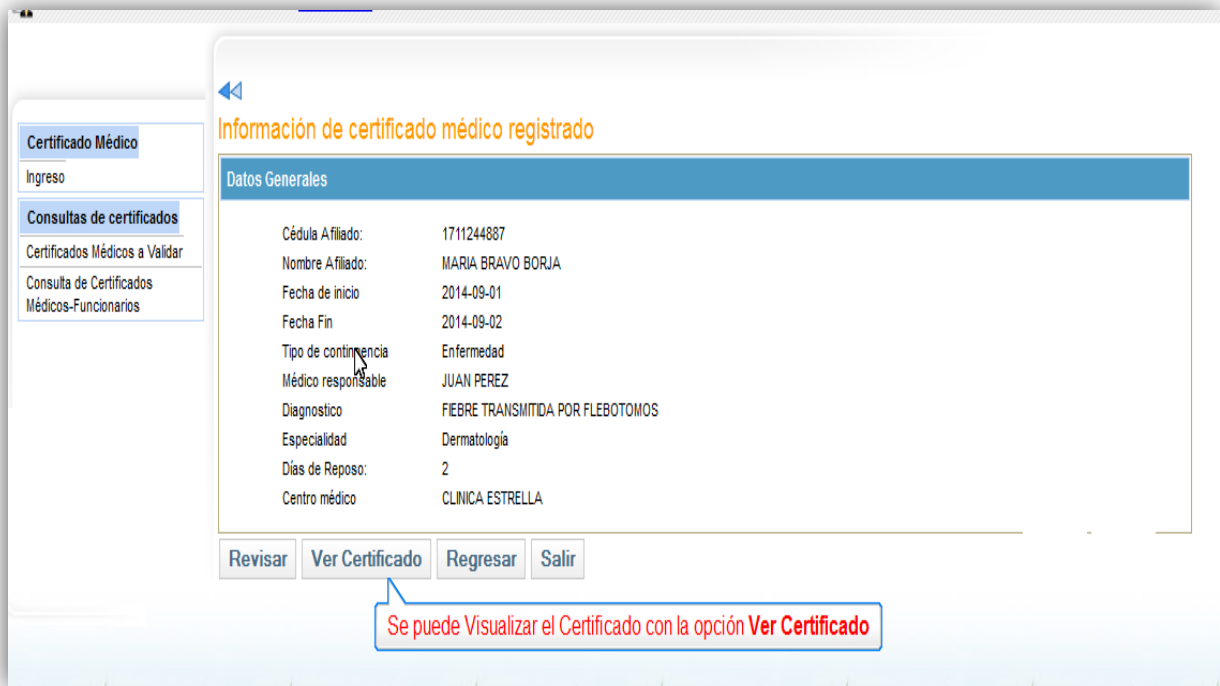 Certificado Médico
Ingreso
Consultas de certificados
Certificados Médicos a Validar
Consulta de Certificados
Médicos-Funcionarios
Información de certificado médico registrado
Datos Generales
Cédula Afiliado: 1711244887
Nombre Afiliado: MARIA BRAVO BORJA
Fecha de inicio 2014-09-01
Fecha Fin 2014-09-02
Tipo de contingencia Enfermedad
Médico responsable JUAN PEREZ
Diagnostico FIEBRE TRANSMITIDA POR FLEBOTOMOS
Especialidad Dermatología
Días de Reposo: 2
Centro médico CLINICA ESTRELLA
Revisar Ver Certificado Regresar Salir
Se puede Visualizar el Certificado con la opción Ver Certificado